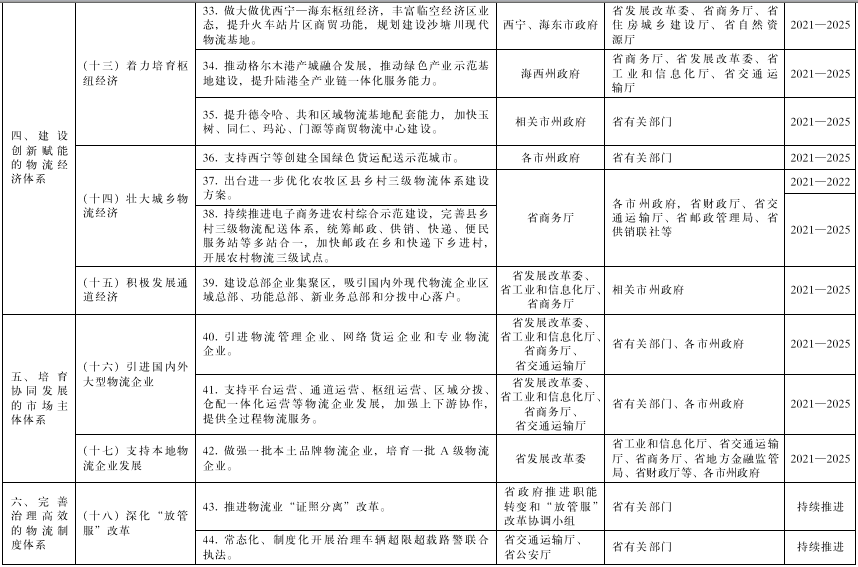 四、建设
创新赋能
的物流经
济体系
（十三）着力培育枢
纽经济
33. 做大做优西宁—海东枢纽经济，丰富临空经济区业
态，提升火车站片区商贸功能，规划建设沙塘川现代
物流基地。
西宁、海东市政府
省发展改革委、省商务厅、省
住房城乡建设厅、省自然资
源厅
2021—2025
34. 推动格尔木港产城融合发展，推动绿色产业示范基
地建设，提升陆港全产业链一体化服务能力。
海西州政府
省商务厅、省发展改革委、省
工业和信息化厅、省交通运
输厅
2021—2025
35. 提升德令哈、共和区域物流基地配套能力，加快玉
树、同仁、玛沁、门源等商贸物流中心建设。
相关市州政府
省有关部门
2021—2025
（十四）壮大城乡物
流经济
36. 支持西宁等创建全国绿色货运配送示范城市。
各市州政府
省有关部门
2021—2025
37. 出台进一步优化农牧区县乡村三级物流体系建设
方案。
省商务厅
各市州政府，省财政厅、省交
通运输厅、省邮政管理局、省
供销联社等
2021—2022
38. 持续推进电子商务进农村综合示范建设，完善县乡
村三级物流配送体系，统筹邮政、供销、快递、便民
服务站等多站合一，加快邮政在乡和快递下乡进村，
开展农村物流三级试点。
2021—2025
（十五）积极发展通
道经济
39. 建设总部企业集聚区，吸引国内外现代物流企业区
域总部、功能总部、新业务总部和分拨中心落户。
省发展改革委、
省工业和信息化厅、
省商务厅
相关市州政府
2021—2025
五、培育
协同发展
的市场主
体体系
（十六）引进国内外
大型物流企业
40. 引进物流管理企业、网络货运企业和专业物流
企业。
省发展改革委、
省工业和信息化厅、
省商务厅、
省交通运输厅
省有关部门、各市州政府
2021—2025
41. 支持平台运营、通道运营、枢纽运营、区域分拨、
仓配一体化运营等物流企业发展，加强上下游协作，
提供全过程物流服务。
省发展改革委、
省工业和信息化厅、
省商务厅、
省交通运输厅
省有关部门、各市州政府
2021—2025
（十七）支持本地物
流企业发展
42. 做强一批本土品牌物流企业，培育一批 A 级物流
企业。
省发展改革委
省工业和信息化厅、省交通运输
厅、省商务厅、省地方金融监管
局、省财政厅等、各市州政府
2021—2025
六、完善
治理高效
的物流制
度体系
（十八）深化“放管
服”改革
43. 推进物流业“证照分离”改革。
省政府推进职能
转变和“放管服”
改革协调小组
省有关部门
持续推进
44. 常态化、制度化开展治理车辆超限超载路警联合
执法。
省交通运输厅、
省公安厅
省有关部门
持续推进